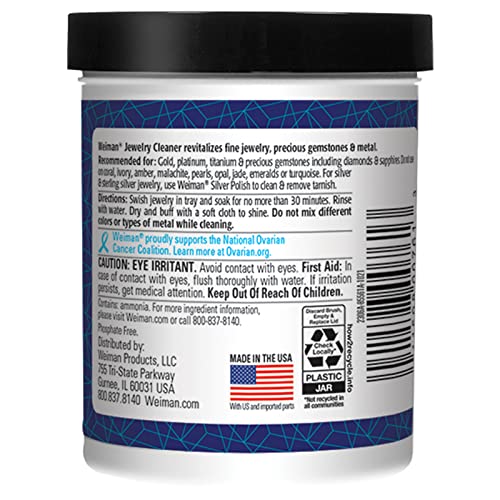 Weiman® Jewelry Cleaner revitalizes fine jewelry, precious gemstones & metal.
Recommended for: Gold, platinum, titanium & precious gemstones including diamonds & sapphires. Do not use
on coral, ivory, amber, malachite, pearls, opal, jade, emeralds or turquoise. For silver
& sterling silver jewelry, use Weiman® Silver Polish to clean & remove tarnish.
Directions: Swish jewelry in tray and soak for no more than 30 minutes. Rinse
with water. Dry and buff with a soft cloth to shine. Do not mix different
colors or types of metal while cleaning.
Weiman® proudly supports the National Ovarian
Cancer Coalition. Learn more at Ovarian.org.
CAUTION: EYE IRRITANT. Avoid contact with eyes. First Aid: In
case of contact with eyes, flush thoroughly with water. If irritation
persists, get medical attention. Keep Out Of Reach Of Children.
Contains: ammonia. For more ingredient information,
please visit Weiman.com or call 800-837-8140.
Phosphate Free.
Distributed by:
Weiman Products, LLC
755 Tri-State Parkway
Gurnee, IL 60031 USA
800.837.8140 Weiman.com
MADE IN THE USA
With US and imported parts
Discard Brush,
Empty &
Replace Lid
Check
Locally*
PLASTIC
JAR
*Not recycled in
all communities
how2recycle.info